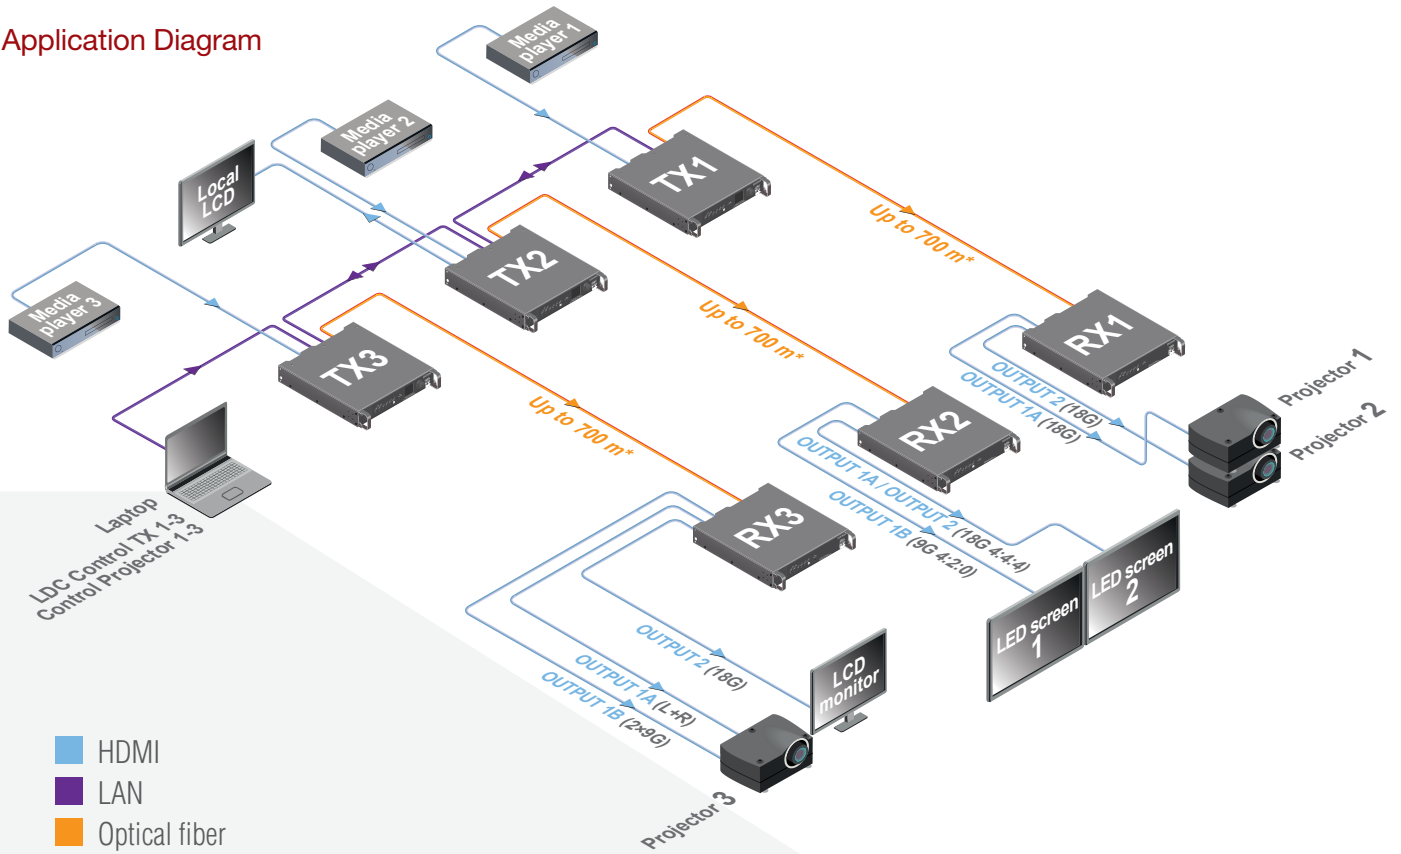 Application Diagram
Media
player 1
Media
player 2
Local
LCD
TX1
Up to 700 m*
TX2
Media
player 3
Up to 700 m*
RX1
TX3
OUTPUT 2 (18G)
OUTPUT 1A (18G)
Projector 1
Projector 2
Up to 700 m*
RX2
OUTPUT 1A / OUTPUT 2 (18G 4:4:4)
OUTPUT 1B (9G 4:2:0)
Laptop
LDC Control TX 1-3
Control Projector 1-3
RX3
LED screen
2
LED screen
1
OUTPUT 2 (18G)
OUTPUT 1A (L+R)
OUTPUT 1B (2×9G)
LCD
monitor
Projector 3
HDMI
LAN
Optical fiber